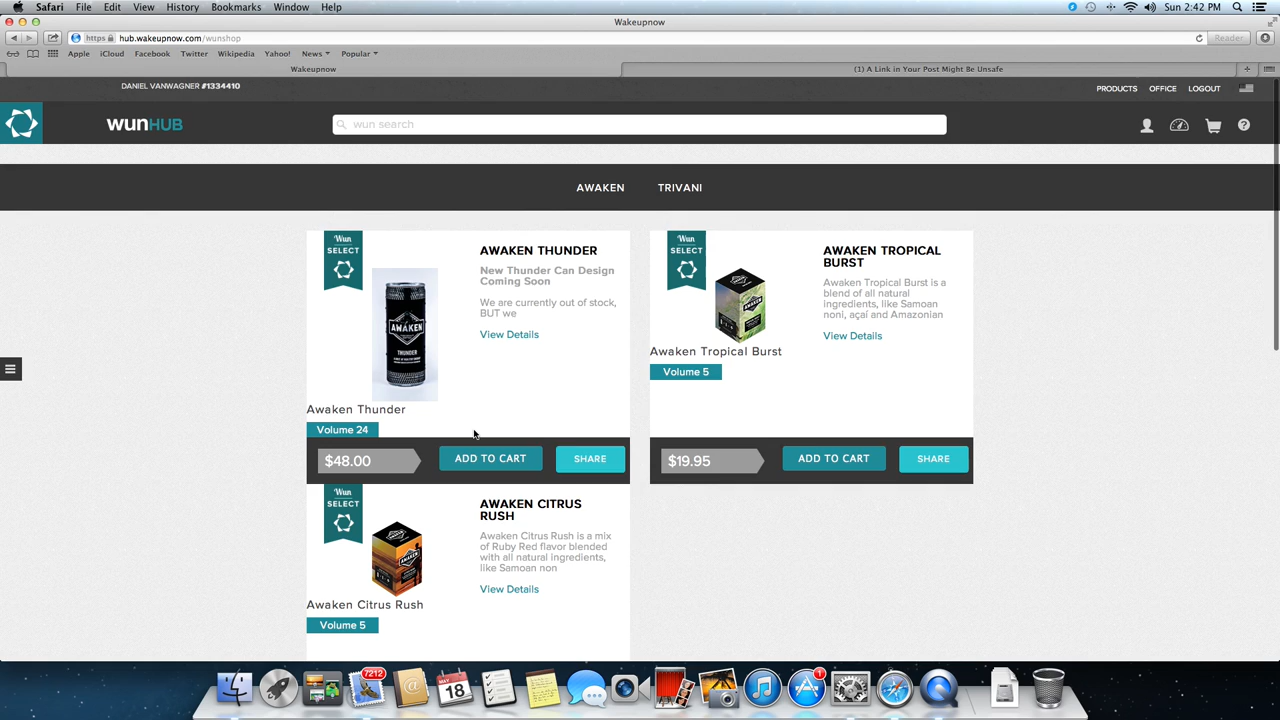 Safari File Edit View History Bookmarks Window Help Sun 2:42 PM
Wakeupnow
https hub.wakeupnow.com/wunshop Reader
Apple iCloud Facebook Twitter Wikipedia Yahoo! News Popular
Wakeupnow (1) A Link in Your Post Might Be Unsafe
DANIEL VANWAGNER #1334410 PRODUCTS OFFICE LOGOUT
wunHUB wun search
AWAKEN TRIVANI
Wun
SELECT
AWAKEN THUNDER
New Thunder Can Design
Coming Soon
We are currently out of stock,
BUT we
View Details
AWAKEN
THUNDER
Awaken Thunder
Volume 24
$48.00 ADD TO CART SHARE
Wun
SELECT
AWAKEN TROPICAL
BURST
Awaken Tropical Burst is a
blend of all natural
ingredients, like Samoan
noni, açaí and Amazonian
View Details
AWAKEN
Awaken Tropical Burst
Volume 5
$19.95 ADD TO CART SHARE
Wun
SELECT
AWAKEN CITRUS
RUSH
Awaken Citrus Rush is a mix
of Ruby Red flavor blended
with all natural ingredients,
like Samoan non
View Details
AWAKEN
Awaken Citrus Rush
Volume 5
7212
MAY
18
1